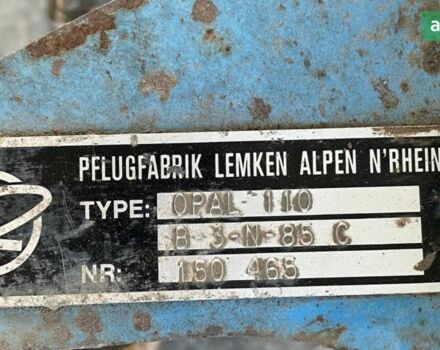 a
PFLUGFABRIK LEMKEN ALPEN N'RHEIN
TYPE: OPAL 110
B-3-N-85 C
NR: 150 465